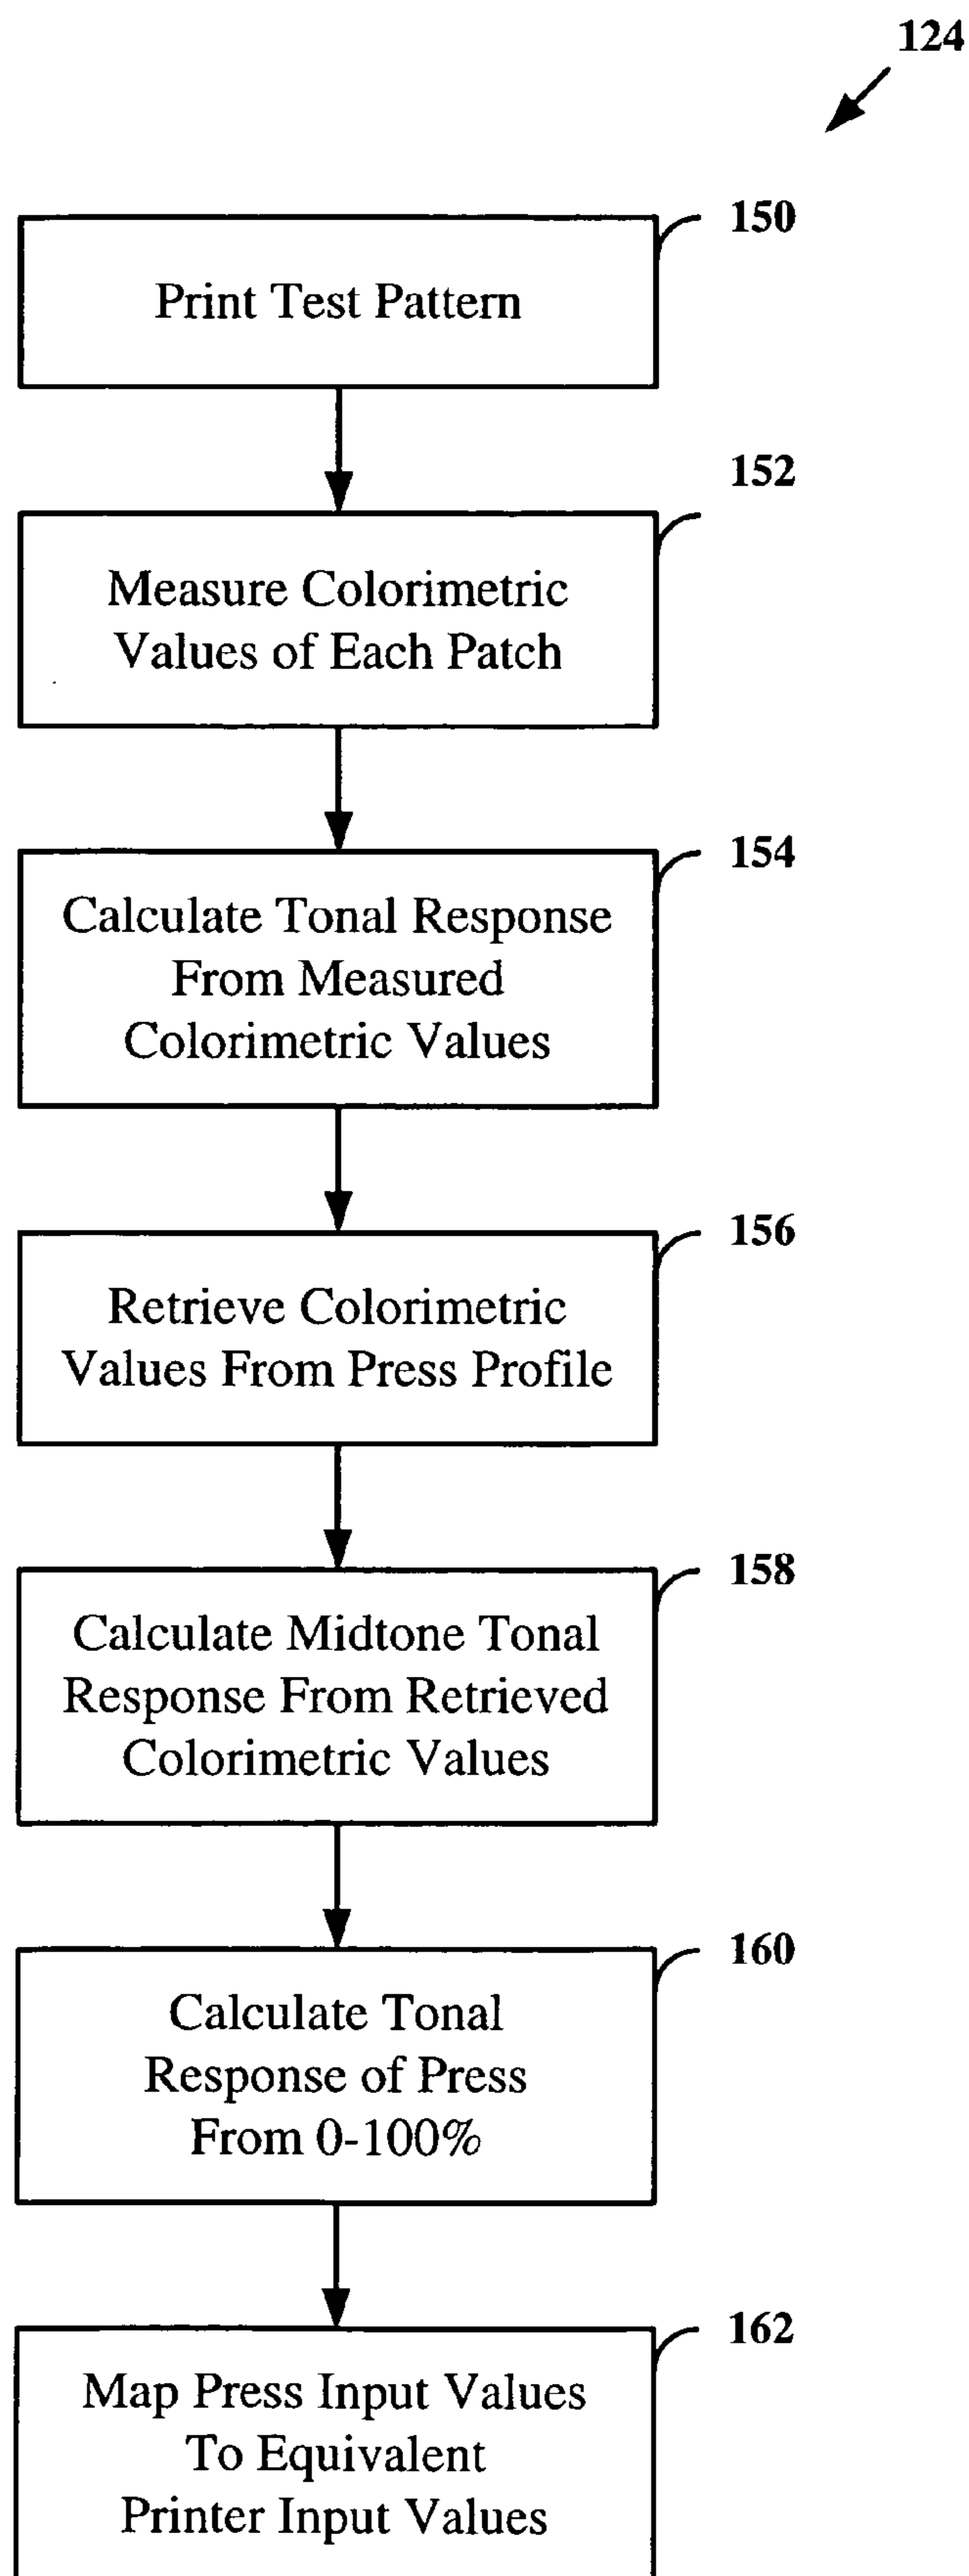 124
150
Print Test Pattern
152
Measure Colorimetric
Values of Each Patch
154
Calculate Tonal Response
From Measured
Colorimetric Values
156
Retrieve Colorimetric
Values From Press Profile
158
Calculate Midtone Tonal
Response From Retrieved
Colorimetric Values
160
Calculate Tonal
Response of Press
From 0-100%
162
Map Press Input Values
To Equivalent
Printer Input Values